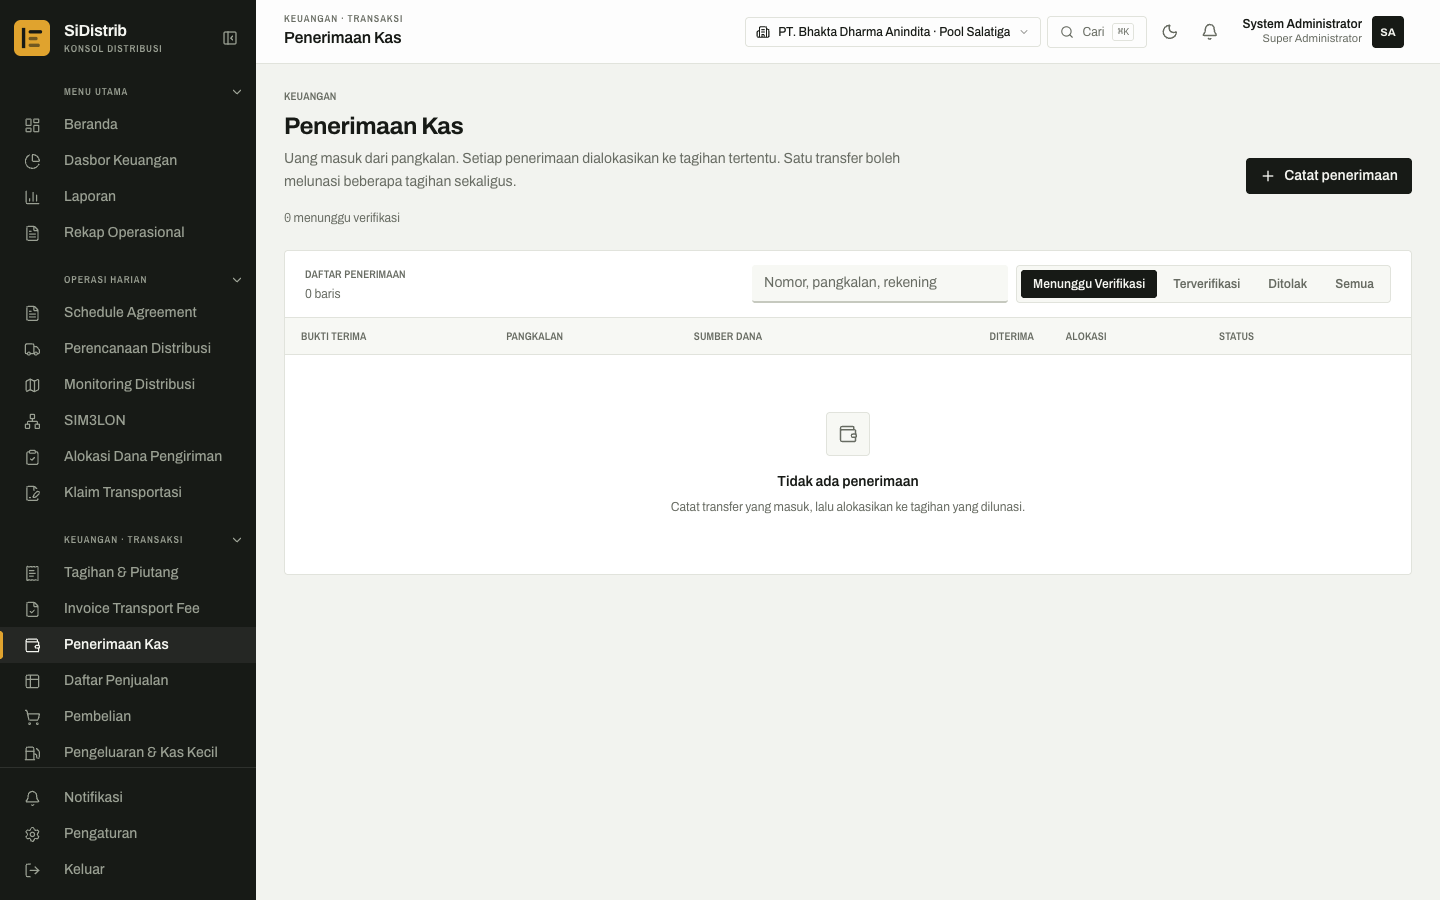 SiDistrib
KONSOL DISTRIBUSI
MENU UTAMA
Beranda
Dasbor Keuangan
Laporan
Rekap Operasional
OPERASI HARIAN
Schedule Agreement
Perencanaan Distribusi
Monitoring Distribusi
SIM3LON
Alokasi Dana Pengiriman
Klaim Transportasi
KEUANGAN · TRANSAKSI
Tagihan & Piutang
Invoice Transport Fee
Penerimaan Kas
Daftar Penjualan
Pembelian
Pengeluaran & Kas Kecil
Notifikasi
Pengaturan
Keluar
KEUANGAN · TRANSAKSI
Penerimaan Kas
PT. Bhakta Dharma Anindita · Pool Salatiga
Cari ⌘K
System Administrator
Super Administrator
SA
KEUANGAN
Penerimaan Kas
Uang masuk dari pangkalan. Setiap penerimaan dialokasikan ke tagihan tertentu. Satu transfer boleh
melunasi beberapa tagihan sekaligus.
0 menunggu verifikasi
Catat penerimaan
DAFTAR PENERIMAAN
0 baris
Nomor, pangkalan, rekening
Menunggu Verifikasi Terverifikasi Ditolak Semua
BUKTI TERIMA PANGKALAN SUMBER DANA DITERIMA ALOKASI STATUS
Tidak ada penerimaan
Catat transfer yang masuk, lalu alokasikan ke tagihan yang dilunasi.